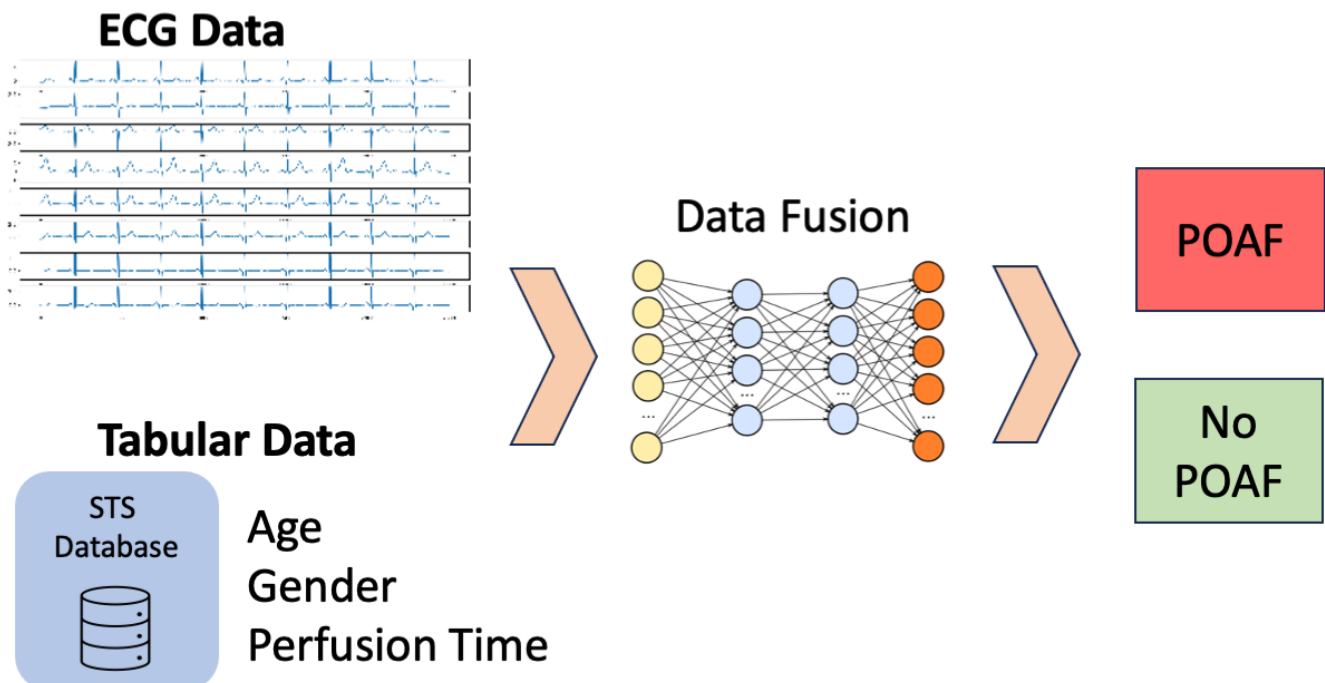 ECG Data
Data Fusion
POAF
No
POAF
Tabular Data
STS
Database
Age
Gender
Perfusion Time
...
...
...
...